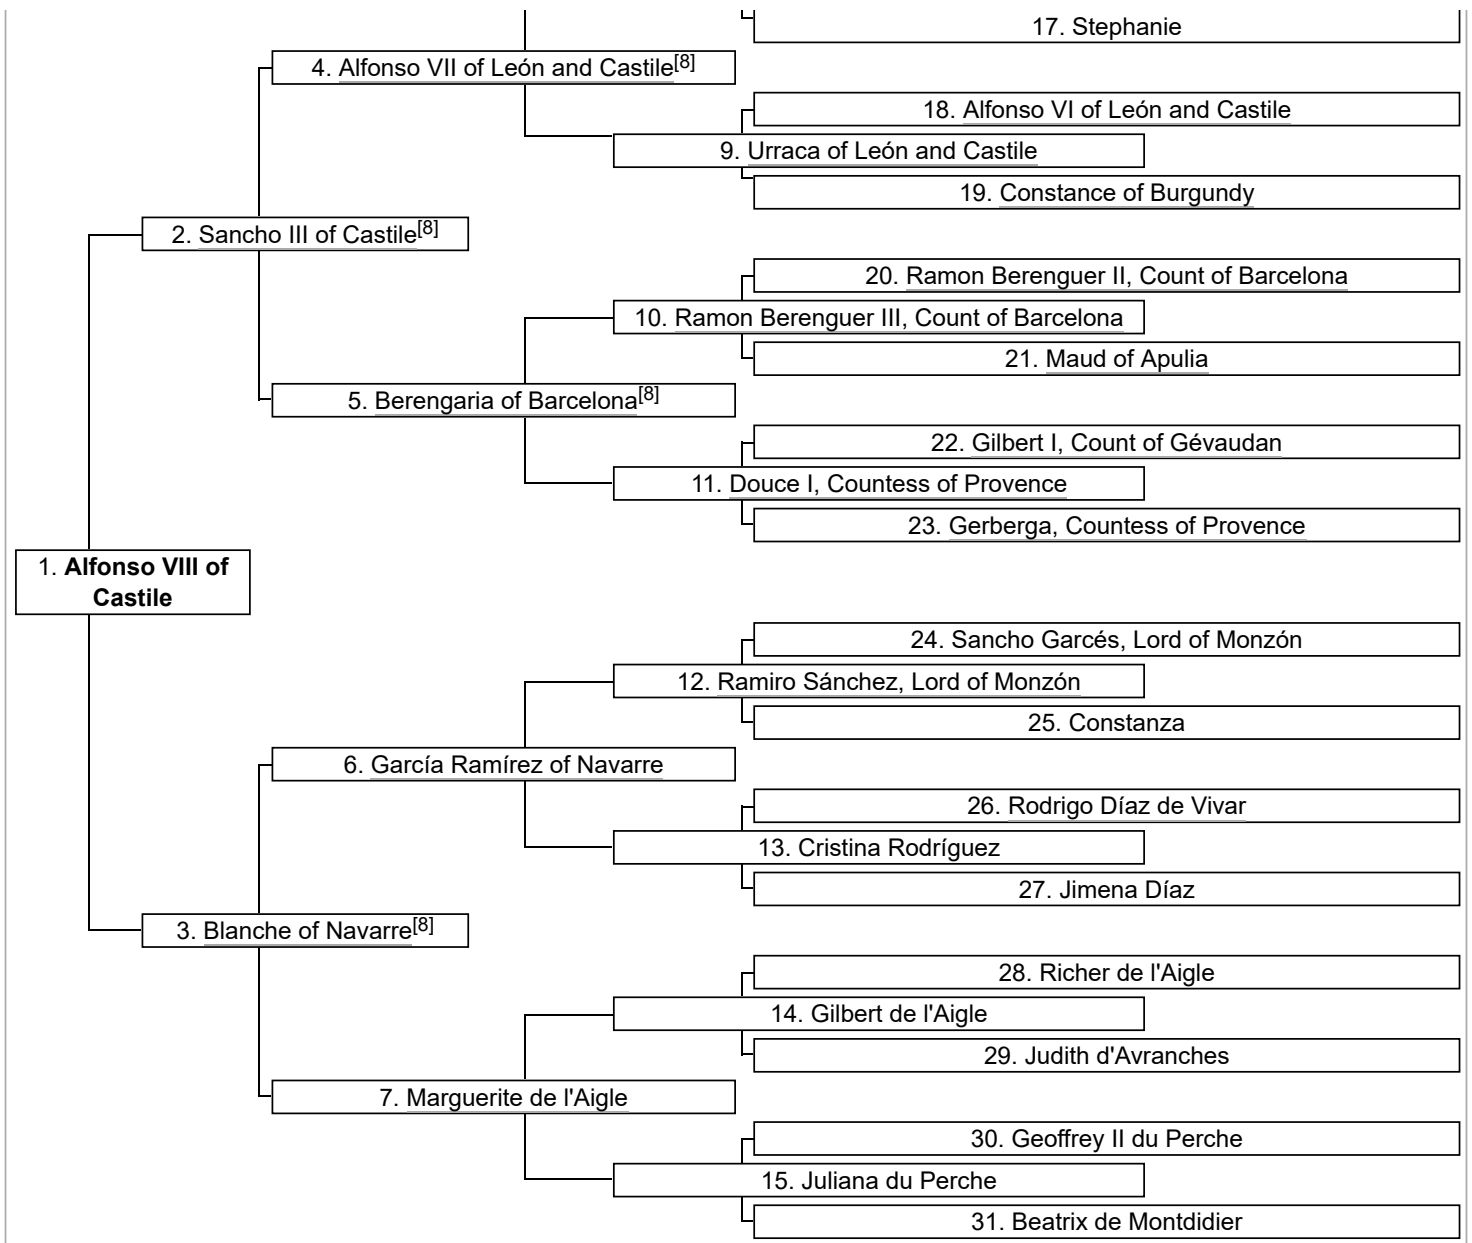 17. Stephanie
4. Alfonso VII of León and Castile[8]
18. Alfonso VI of León and Castile
9. Urraca of León and Castile
19. Constance of Burgundy
2. Sancho III of Castile[8]
20. Ramon Berenguer II, Count of Barcelona
10. Ramon Berenguer III, Count of Barcelona
21. Maud of Apulia
5. Berengaria of Barcelona[8]
22. Gilbert I, Count of Gévaudan
11. Douce I, Countess of Provence
23. Gerberga, Countess of Provence
1. Alfonso VIII of
Castile
24. Sancho Garcés, Lord of Monzón
12. Ramiro Sánchez, Lord of Monzón
25. Constanza
6. García Ramírez of Navarre
26. Rodrigo Díaz de Vivar
13. Cristina Rodríguez
27. Jimena Díaz
3. Blanche of Navarre[8]
28. Richer de l'Aigle
14. Gilbert de l'Aigle
29. Judith d'Avranches
7. Marguerite de l'Aigle
30. Geoffrey II du Perche
15. Juliana du Perche
31. Beatrix de Montdidier